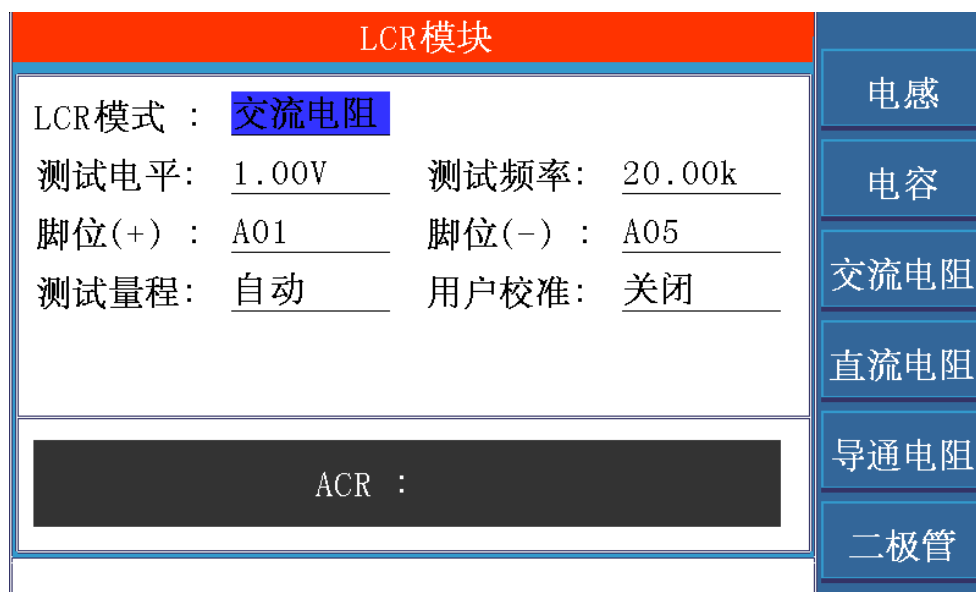 LCR模块
LCR模式 : 交流电阻
测试电平: 1.00V 测试频率: 20.00k
脚位(+) : A01 脚位(-) : A05
测试量程: 自动 用户校准: 关闭
ACR :
电感
电容
交流电阻
直流电阻
导通电阻
二极管